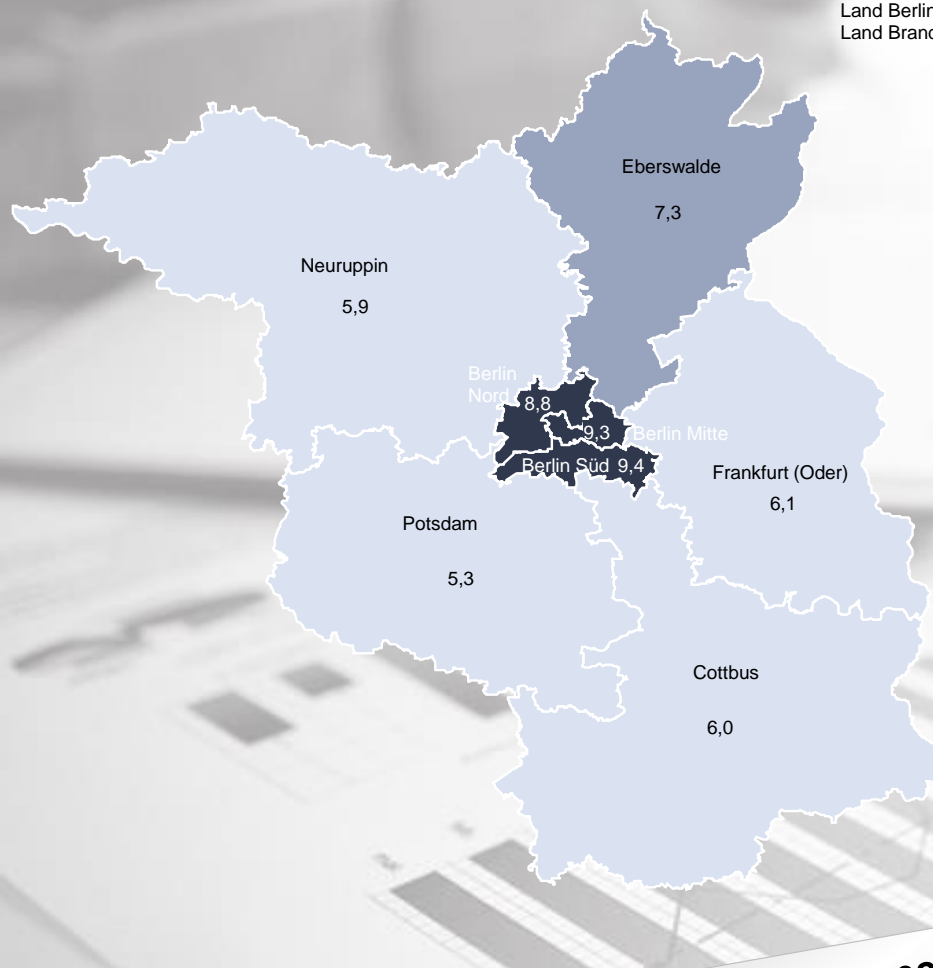 Land Berlin
Land Brand
Eberswalde
7,3
Neuruppin
5,9
Berlin
Nord 8,8
9,3 Berlin Mitte
Berlin Süd 9,4
Frankfurt (Oder)
6,1
Potsdam
5,3
Cottbus
6,0